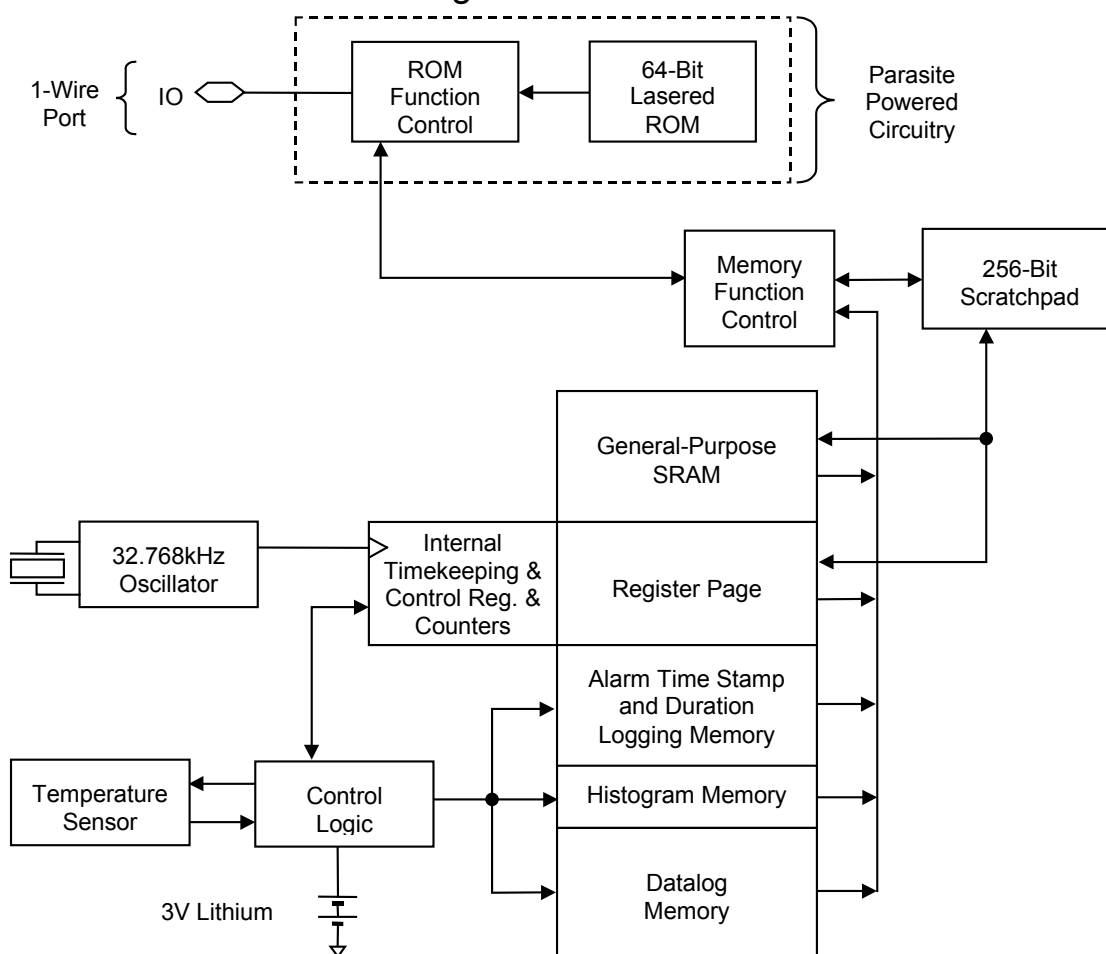 1-Wire
Port
IO
ROM
Function
Control
64-Bit
Lasered
ROM
Parasite
Powered
Circuitry
Memory
Function
Control
256-Bit
Scratchpad
General-Purpose
SRAM
32.768kHz
Oscillator
Internal
Timekeeping &
Control Reg. &
Counters
Register Page
Alarm Time Stamp
and Duration
Logging Memory
Temperature
Sensor
Control
Logic
Histogram Memory
3V Lithium
Datalog
Memory